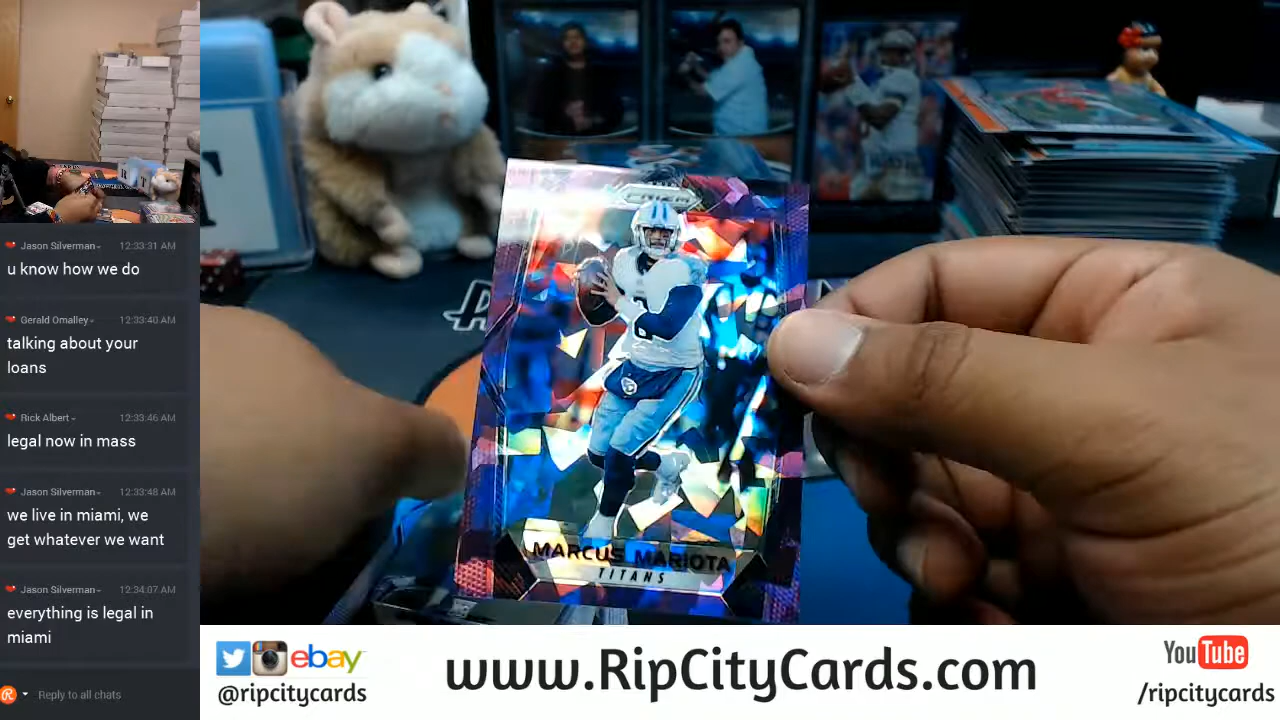 Jason Silverman 12:33:31 AM
u know how we do
Gerald Omalley 12:33:40 AM
talking about your
loans
Rick Albert 12:33:46 AM
legal now in mass
Jason Silverman 12:33:48 AM
we live in miami, we
get whatever we want
Jason Silverman 12:34:07 AM
everything is legal in
miami
Reply to all chats
PRIZM
MARCUS MARIOTA
TITANS
ebay
@ripcitycards
www.RipCityCards.com
YouTube
/ripcitycards